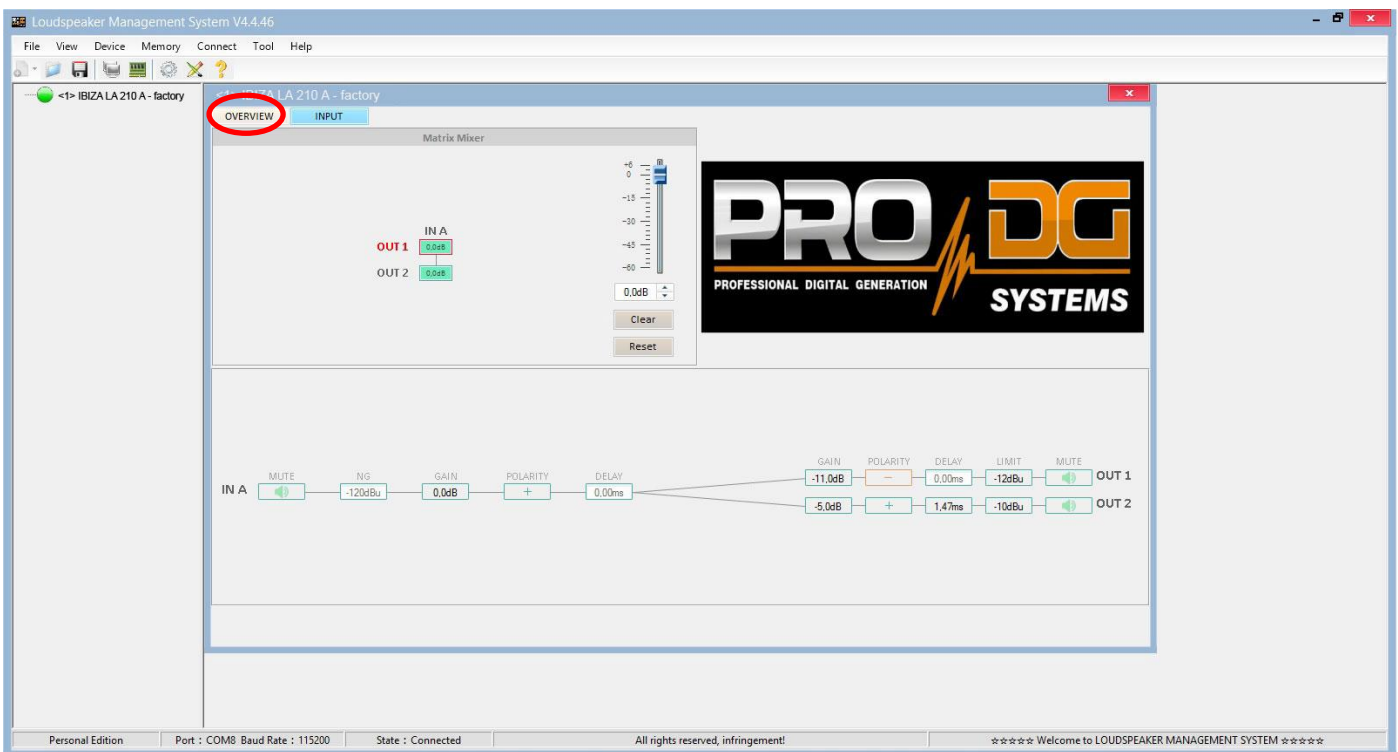 Loudspeaker Management System V4.4.46
File View Device Memory Connect Tool Help
<1> IBIZA LA 210 A - factory
<1> IBIZA LA 210 A - factory
OVERVIEW INPUT
Matrix Mixer
+6
0
-15
-30
-45
-60
IN A
OUT 1 0,0dB
OUT 2 0,0dB
0,0dB
Clear
Reset
PRO DG
PROFESSIONAL DIGITAL GENERATION
SYSTEMS
GAIN POLARITY DELAY LIMIT MUTE
-11,0dB − 0,00ms -12dBu OUT 1
MUTE NG GAIN POLARITY DELAY
IN A -120dBu 0,0dB + 0,00ms
-5,0dB + 1,47ms -10dBu OUT 2
Personal Edition Port : COM8 Baud Rate : 115200 State : Connected All rights reserved, infringement! ☆☆☆☆☆ Welcome to LOUDSPEAKER MANAGEMENT SYSTEM ☆☆☆☆☆